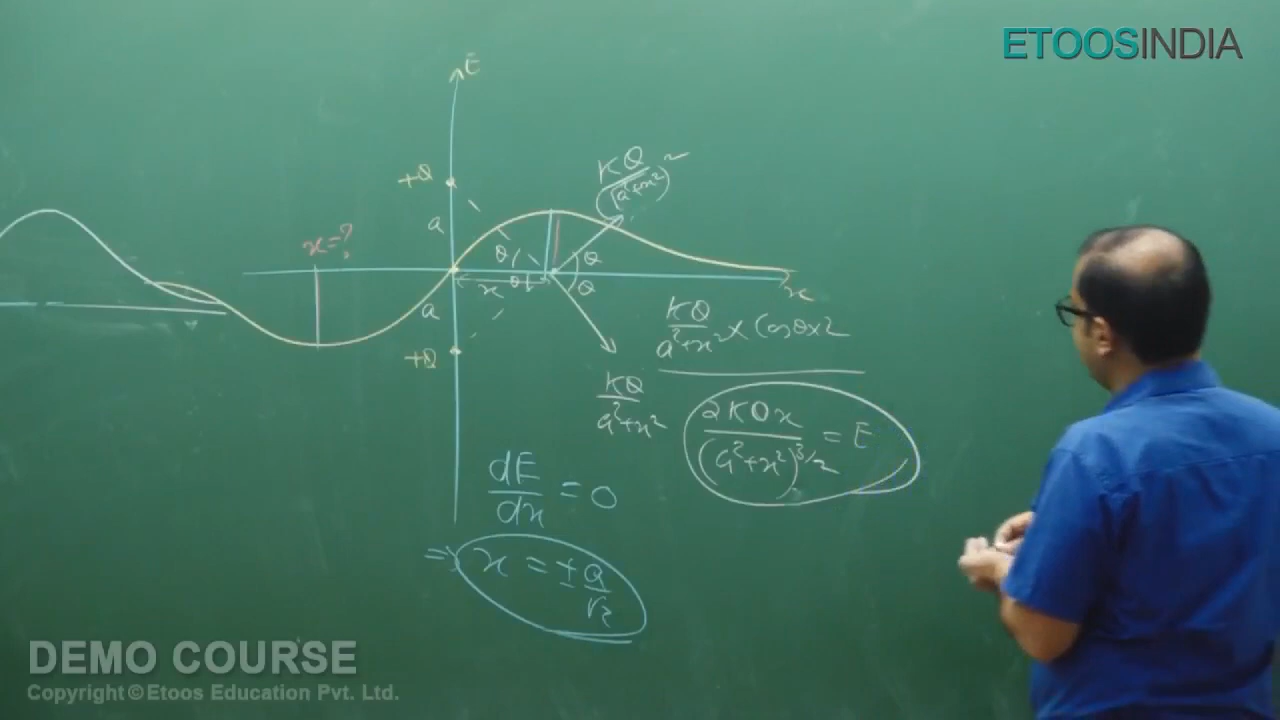 ETOOSINDIA
E
+Q
KQ
(a²+x²)²
a
x=?
θ
θ
x
θ
θ
x
a
KQ
a²+x² × Cosθ×2
+Q
KQ
a²+x²
2KQx
(a²+x²)^3/2 = E
dE
dx = 0
⇒ x = ± a
√2
DEMO COURSE
Copyright © Etoos Education Pvt. Ltd.